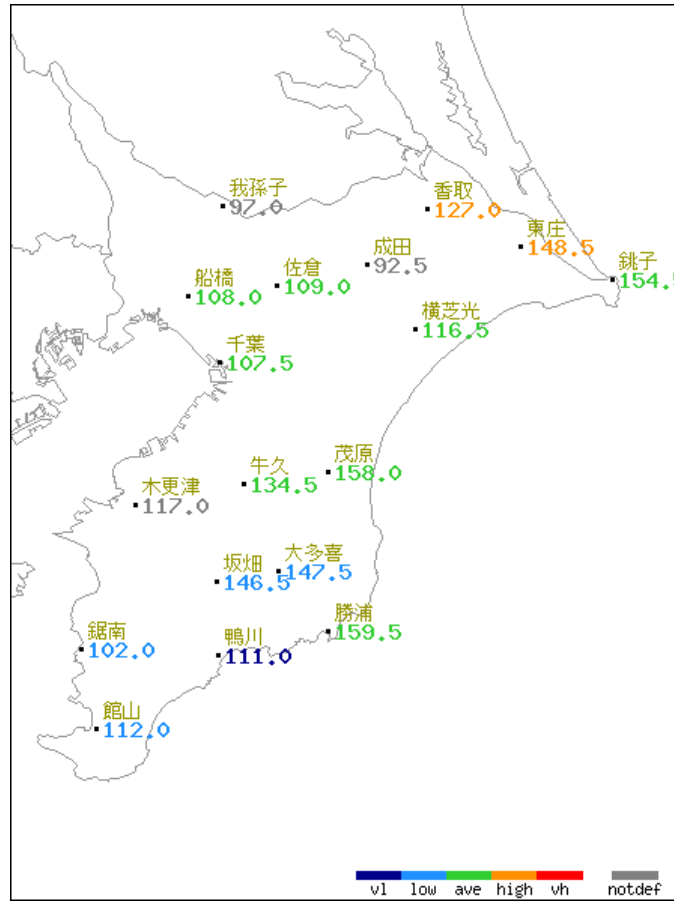 我孫子
97.0
香取
127.0
東庄
148.5
成田
92.5
銚子
154.5
船橋
108.0
佐倉
109.0
横芝光
116.5
千葉
107.5
茂原
158.0
牛久
134.5
木更津
117.0
大多喜
147.5
坂畑
146.5
勝浦
159.5
鋸南
102.0
鴨川
111.0
館山
112.0
vl low ave high vh notdef